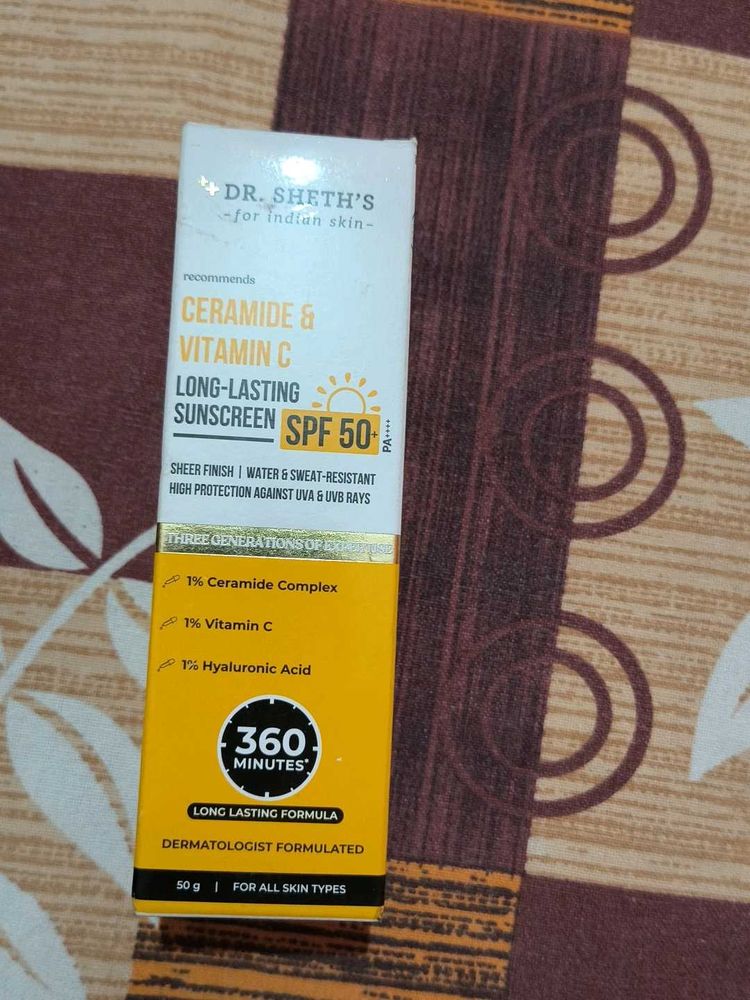 DR. SHETH'S
-for indian skin-
recommends
CERAMIDE &
VITAMIN C
LONG-LASTING
SUNSCREEN
SPF 50+
PA++++
SHEER FINISH | WATER & SWEAT-RESISTANT
HIGH PROTECTION AGAINST UVA & UVB RAYS
THREE GENERATIONS OF EXPERTISE
1% Ceramide Complex
1% Vitamin C
1% Hyaluronic Acid
360
MINUTES*
LONG LASTING FORMULA
DERMATOLOGIST FORMULATED
50 g | FOR ALL SKIN TYPES